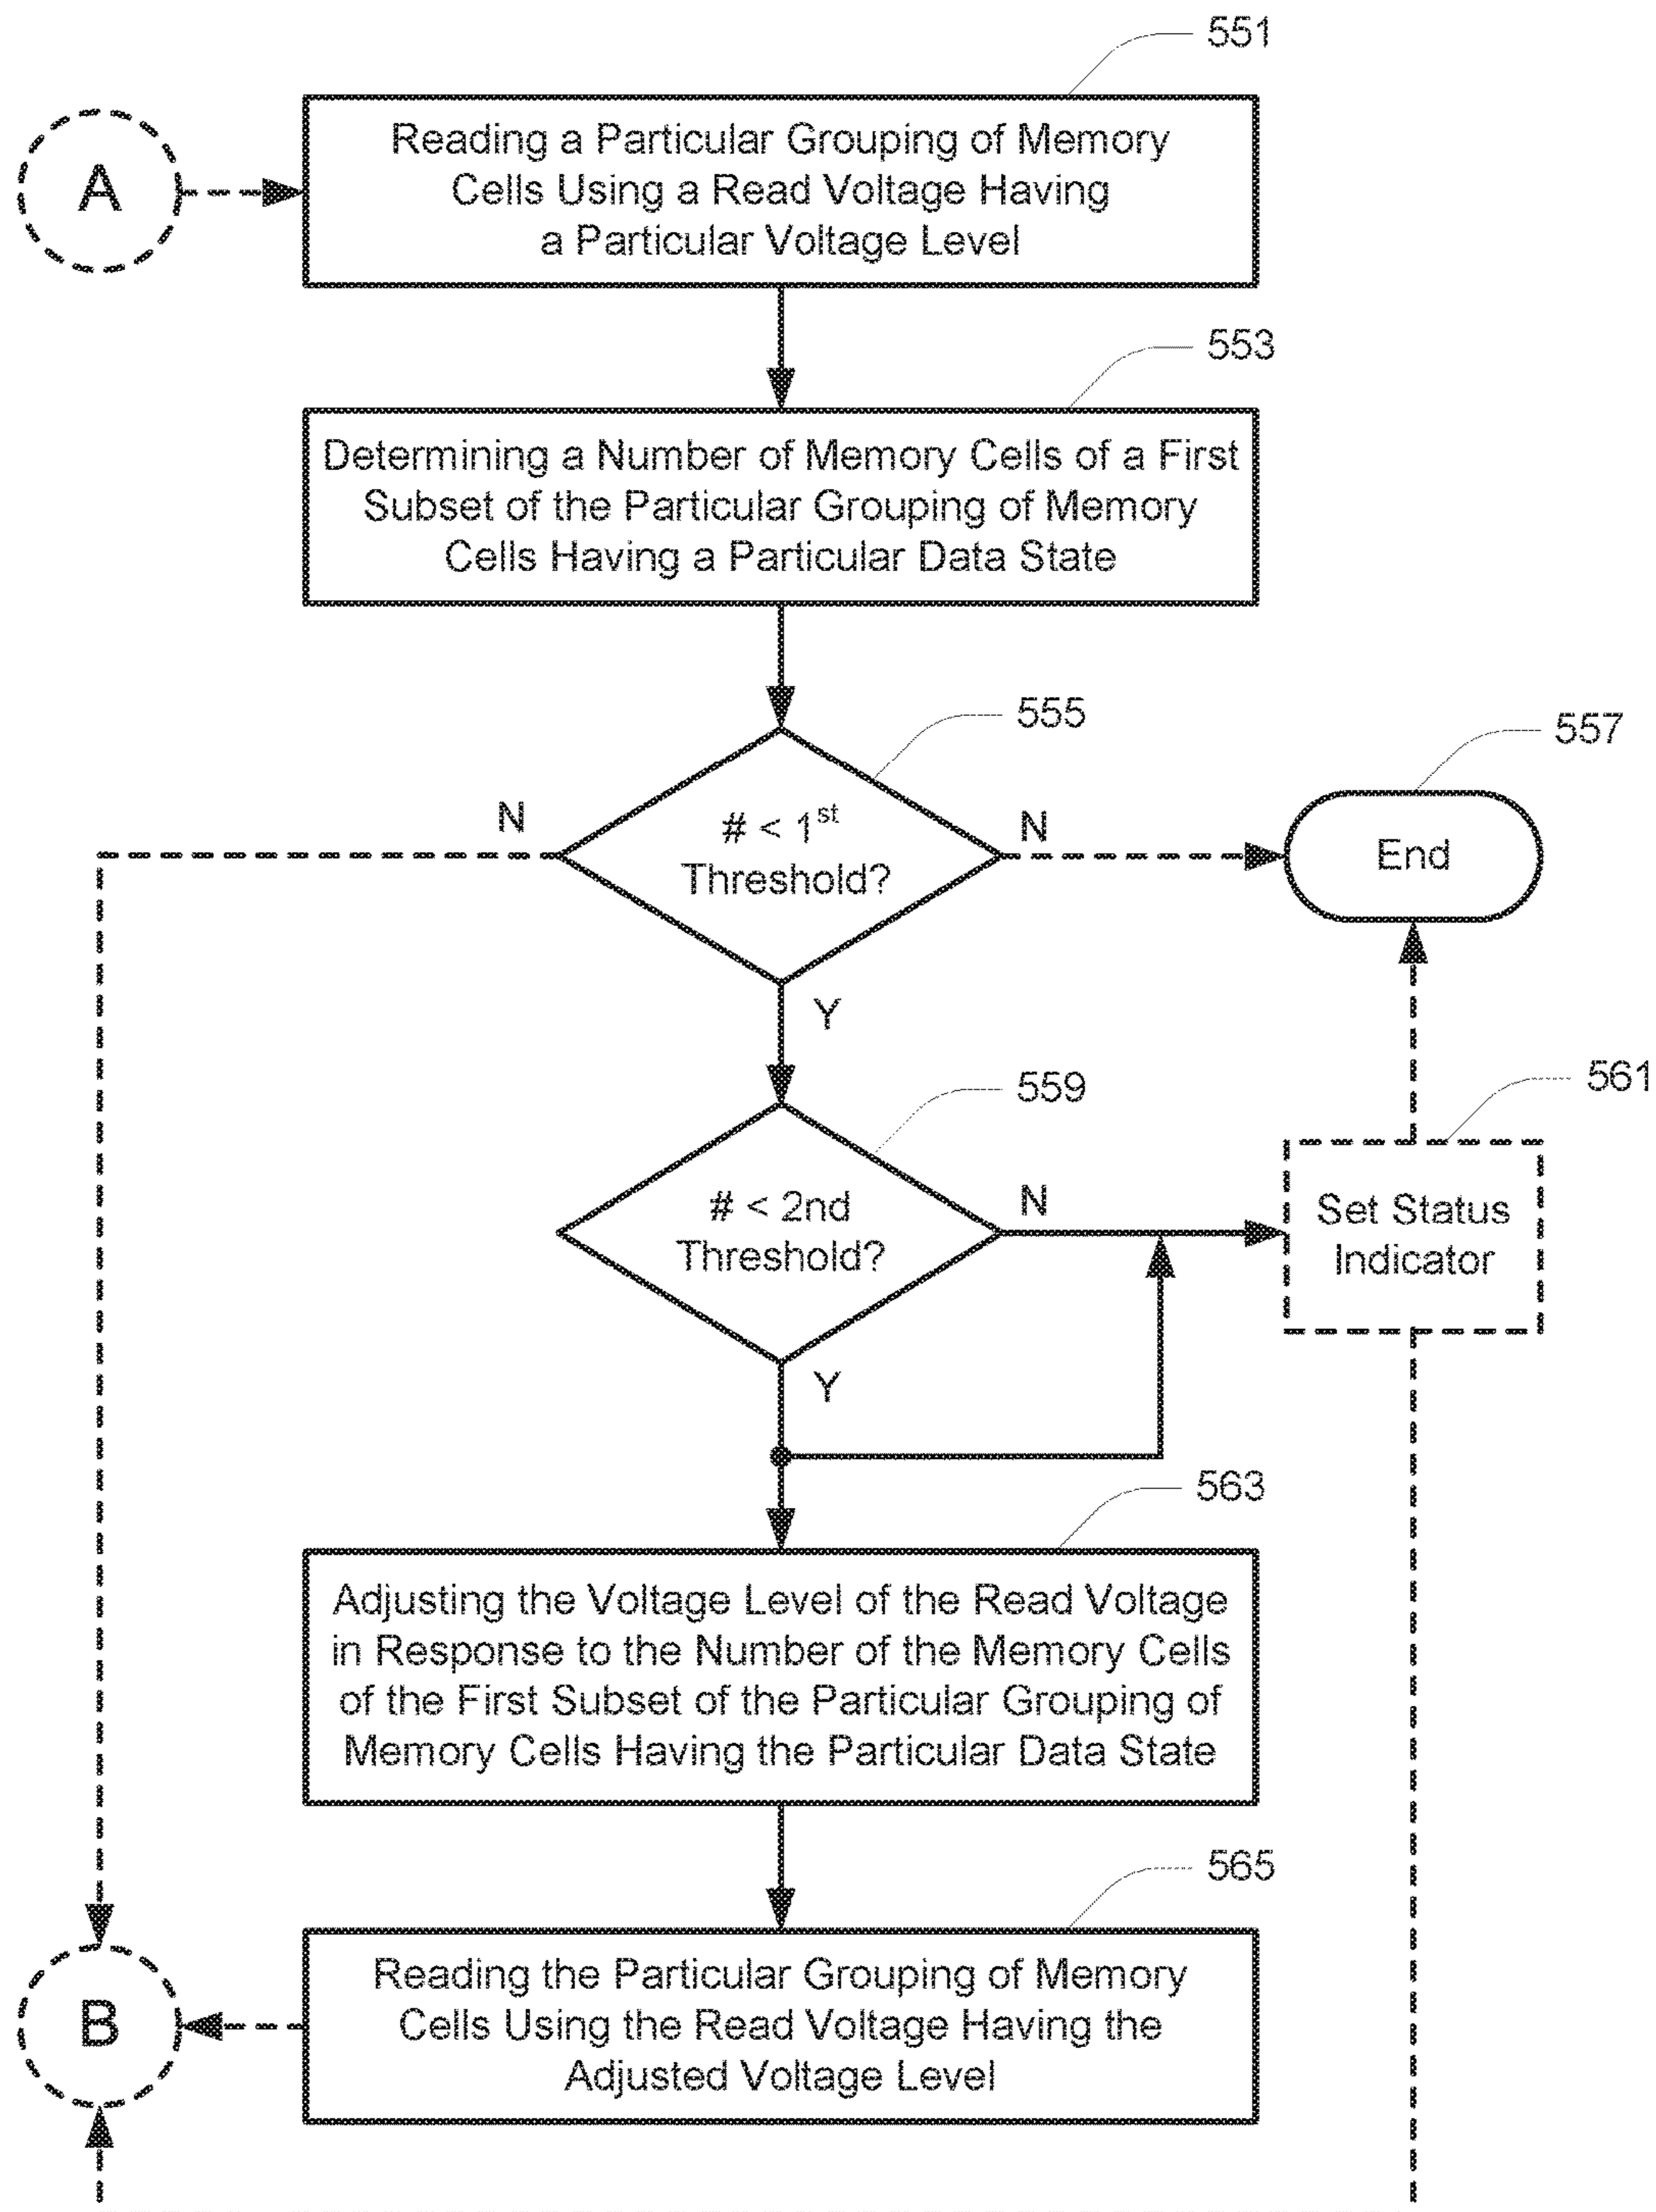 551
A
Reading a Particular Grouping of Memory
Cells Using a Read Voltage Having
a Particular Voltage Level
553
Determining a Number of Memory Cells of a First
Subset of the Particular Grouping of Memory
Cells Having a Particular Data State
555
557
N
# < 1st
Threshold?
N
End
Y
559
561
# < 2nd
Threshold?
N
Set Status
Indicator
Y
563
Adjusting the Voltage Level of the Read Voltage
in Response to the Number of the Memory Cells
of the First Subset of the Particular Grouping of
Memory Cells Having the Particular Data State
565
B
Reading the Particular Grouping of Memory
Cells Using the Read Voltage Having the
Adjusted Voltage Level